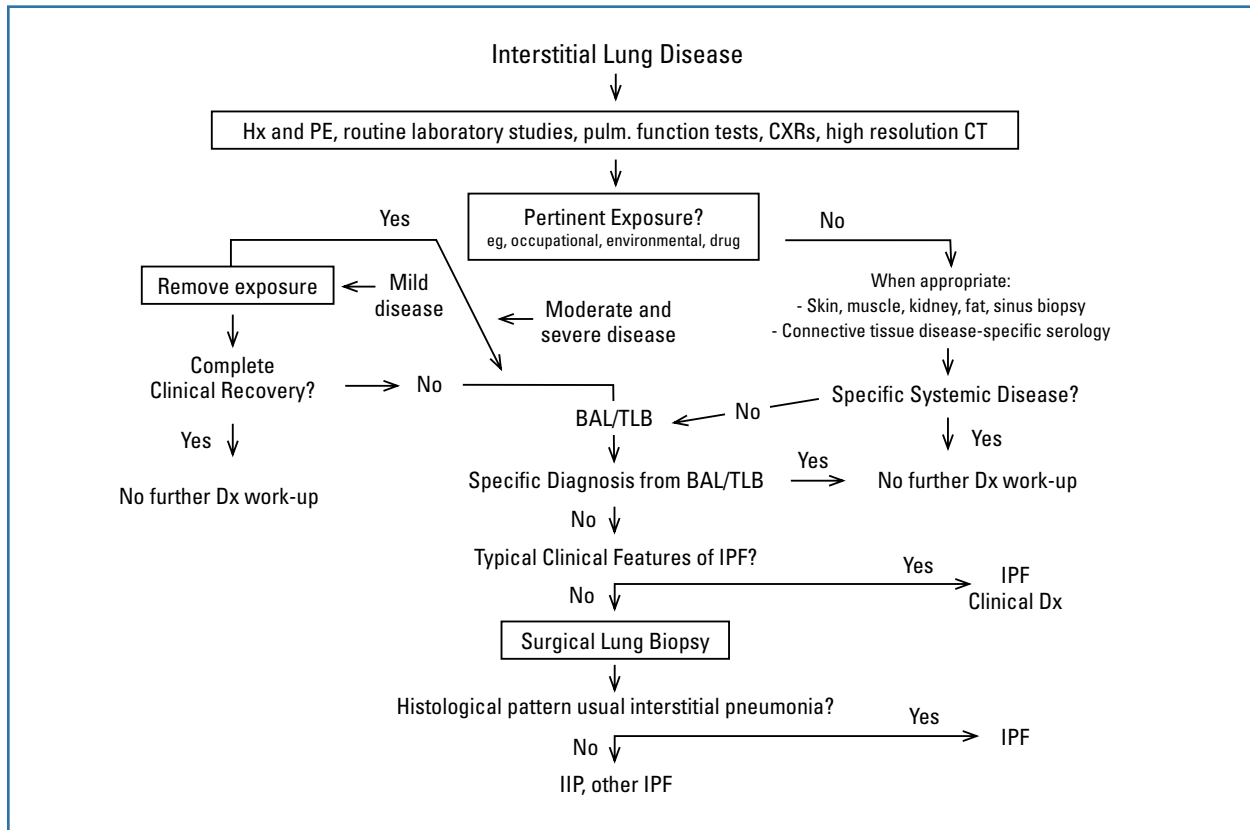 Interstitial Lung Disease
Hx and PE, routine laboratory studies, pulm. function tests, CXRs, high resolution CT
Pertinent Exposure?
eg, occupational, environmental, drug
Yes
No
Remove exposure
Mild
disease
Moderate and
severe disease
When appropriate:
- Skin, muscle, kidney, fat, sinus biopsy
- Connective tissue disease-specific serology
Complete
Clinical Recovery?
No
Specific Systemic Disease?
No
BAL/TLB
Yes
Yes
No further Dx work-up
Specific Diagnosis from BAL/TLB
Yes
No further Dx work-up
No
Typical Clinical Features of IPF?
Yes
IPF
Clinical Dx
No
Surgical Lung Biopsy
Histological pattern usual interstitial pneumonia?
Yes
IPF
No
IIP, other IPF